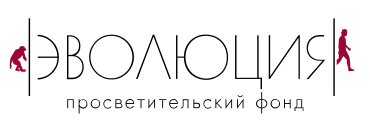 ЭВОЛЮЦИЯ
просветительский фонд